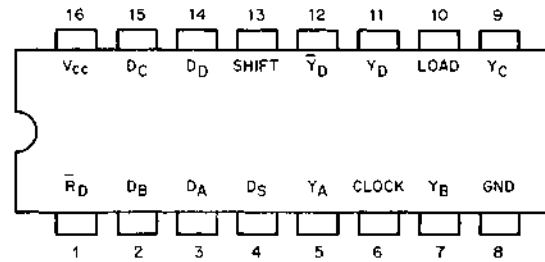 16 15 14 13 12 11 10 9
Vcc DC DD SHIFT Y̅D YD LOAD YC
R̅D DB DA DS YA CLOCK YB GND
1 2 3 4 5 6 7 8